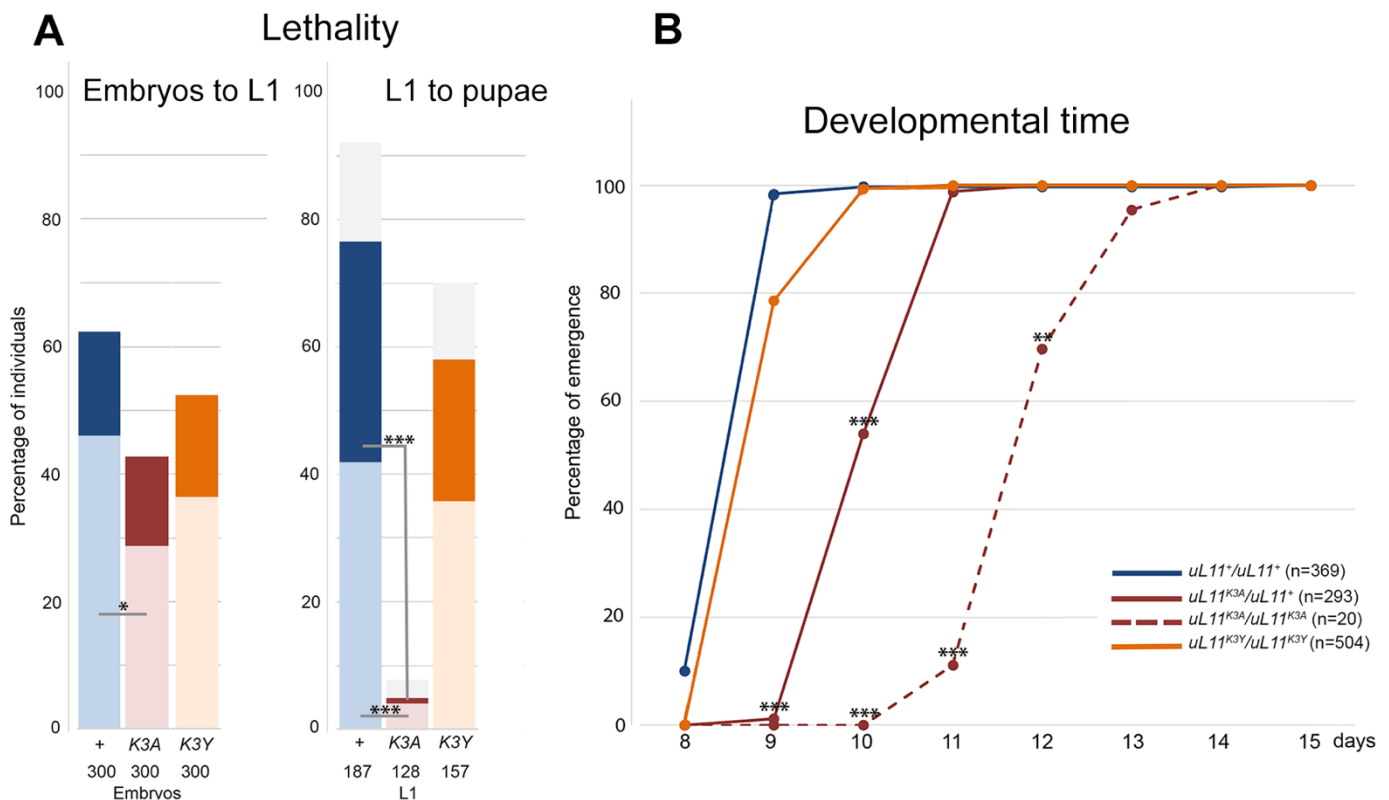 A
Lethality
Embryos to L1
L1 to pupae
Percentage of individuals
100
80
60
40
20
0
*
+ K3A K3Y
300 300 300
Embryos
100
80
60
40
20
0
***
***
+ K3A K3Y
187 128 157
L1
B
Developmental time
Percentage of emergence
100
80
60
40
20
0
***
***
***
***
**
8 9 10 11 12 13 14 15 days
uL11⁺/uL11⁺ (n=369)
uL11ᴷ³ᴬ/uL11⁺ (n=293)
uL11ᴷ³ᴬ/uL11ᴷ³ᴬ (n=20)
uL11ᴷ³ʸ/uL11ᴷ³ʸ (n=504)